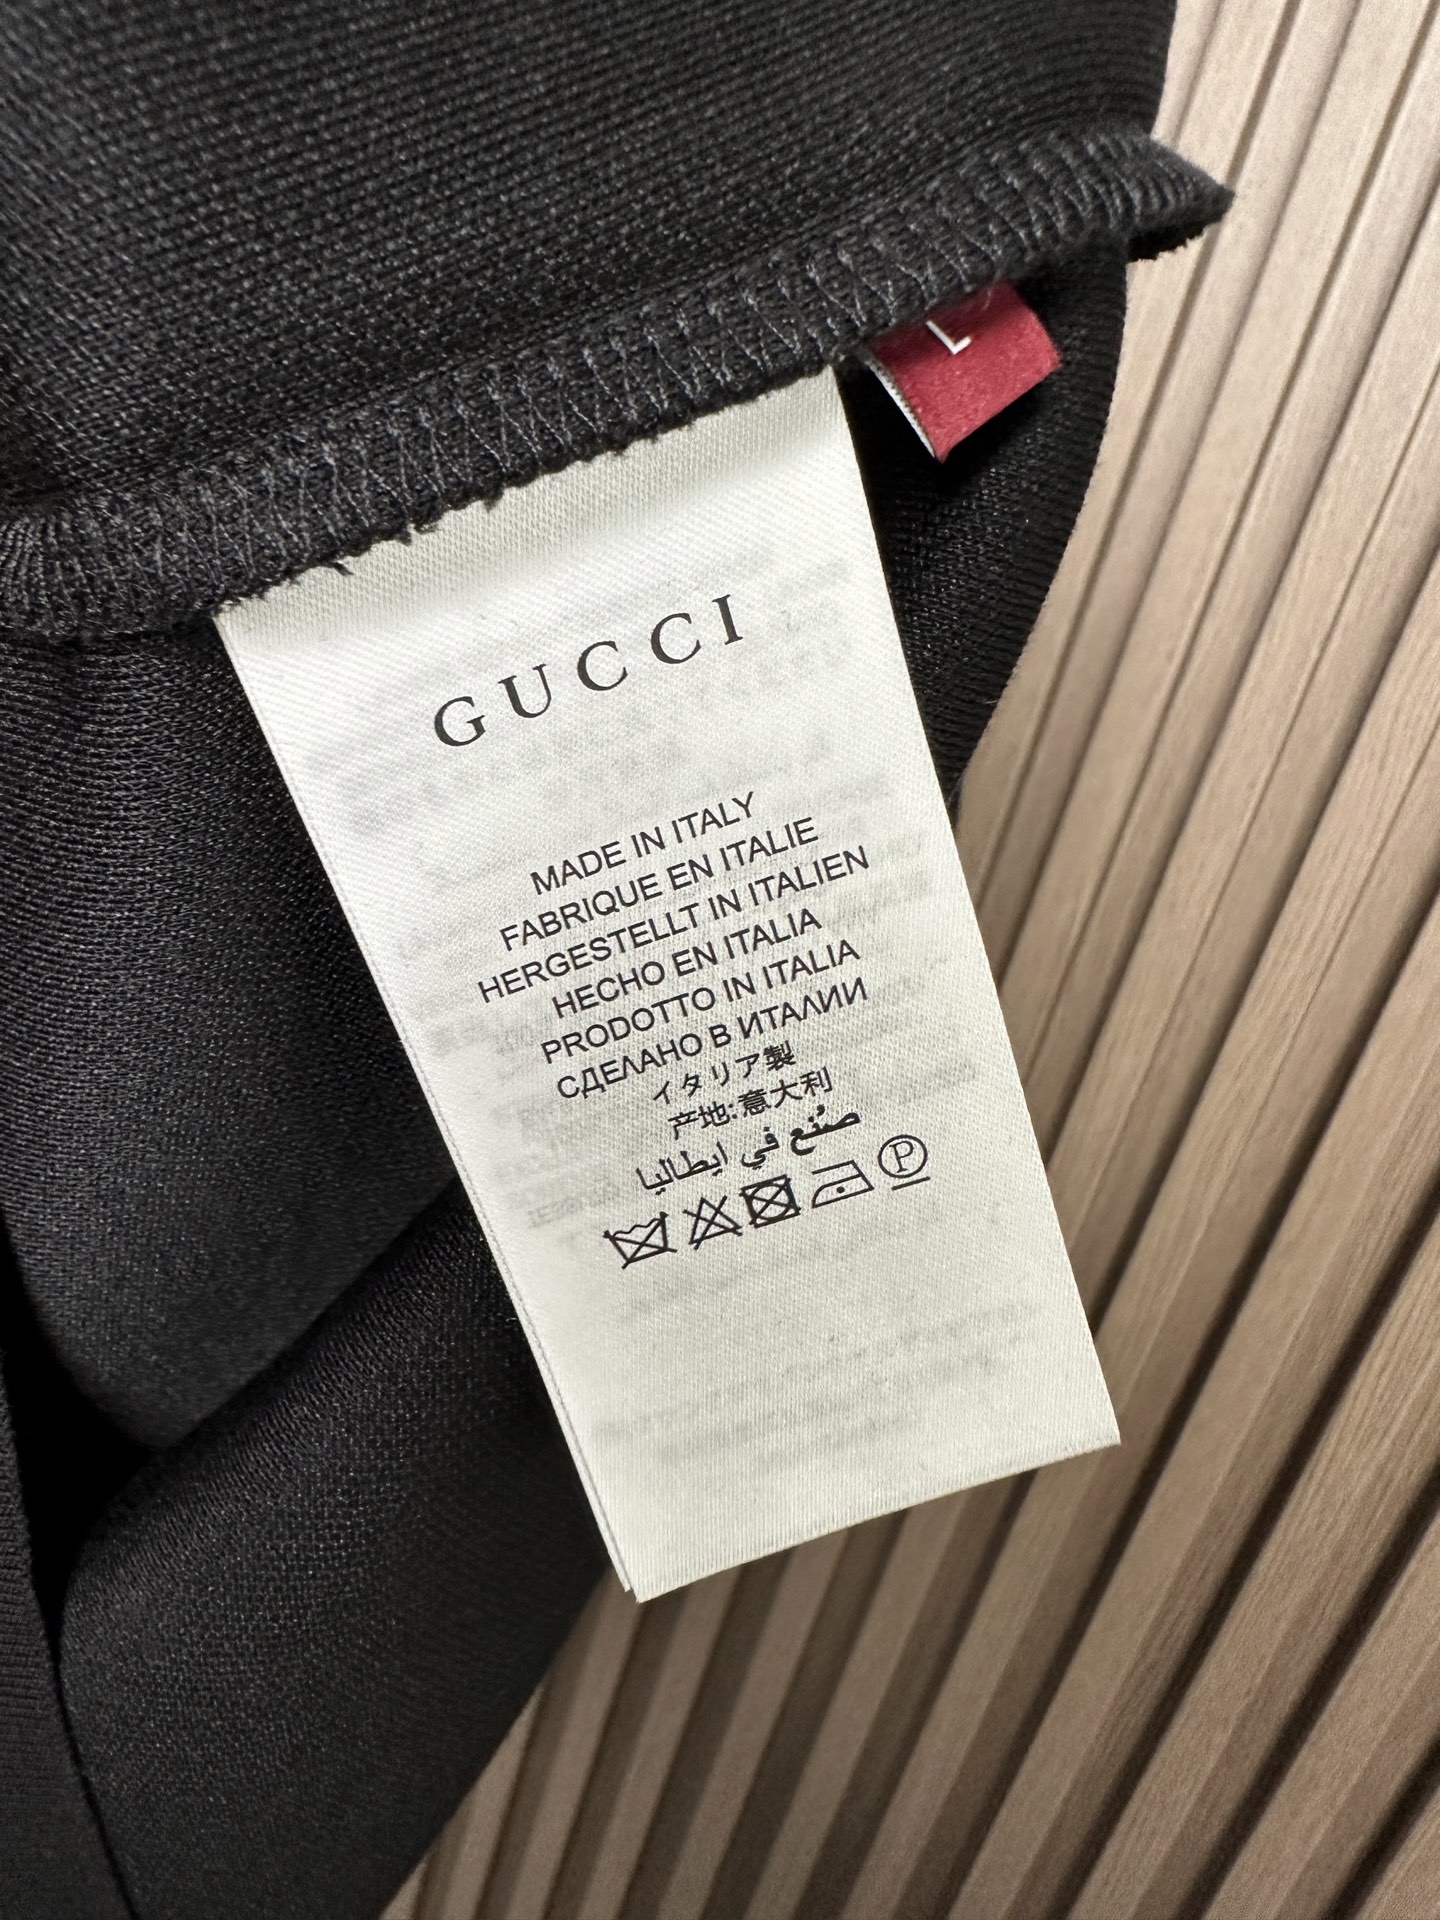 L
GUCCI
MADE IN ITALY
FABRIQUE EN ITALIE
HERGESTELLT IN ITALIEN
HECHO EN ITALIA
PRODOTTO IN ITALIA
СДЕЛАНО В ИТАЛИИ
イタリア製
产地:意大利
صُنع في ايطاليا
P